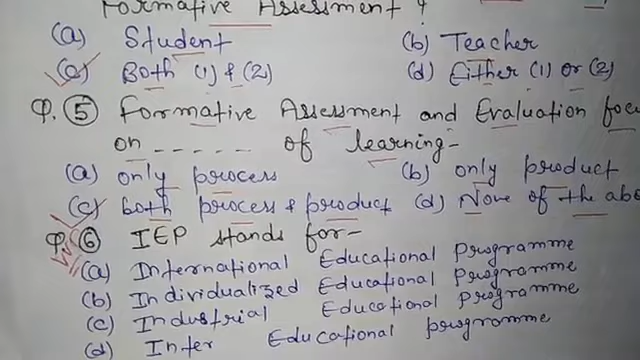 Formative Assessment ?
(a) Student (b) Teacher
(c) Both (1) & (2) (d) Either (1) or (2)
Q. (5) Formative Assessment and Evaluation
on _ _ _ _ _ of learning-
(a) only process (b) only product
(c) both process & product (d) None of the
Q. (6) IEP stands for-
(a) International Educational Programme
(b) Individualized Educational Programme
(c) Industrial Educational Programme
(d) Inter Educational programme